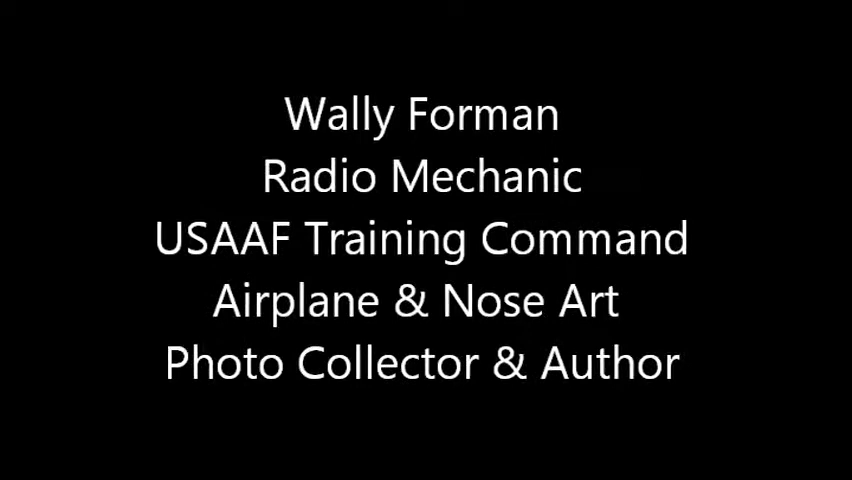 Wally Forman
Radio Mechanic
USAAF Training Command
Airplane & Nose Art
Photo Collector & Author